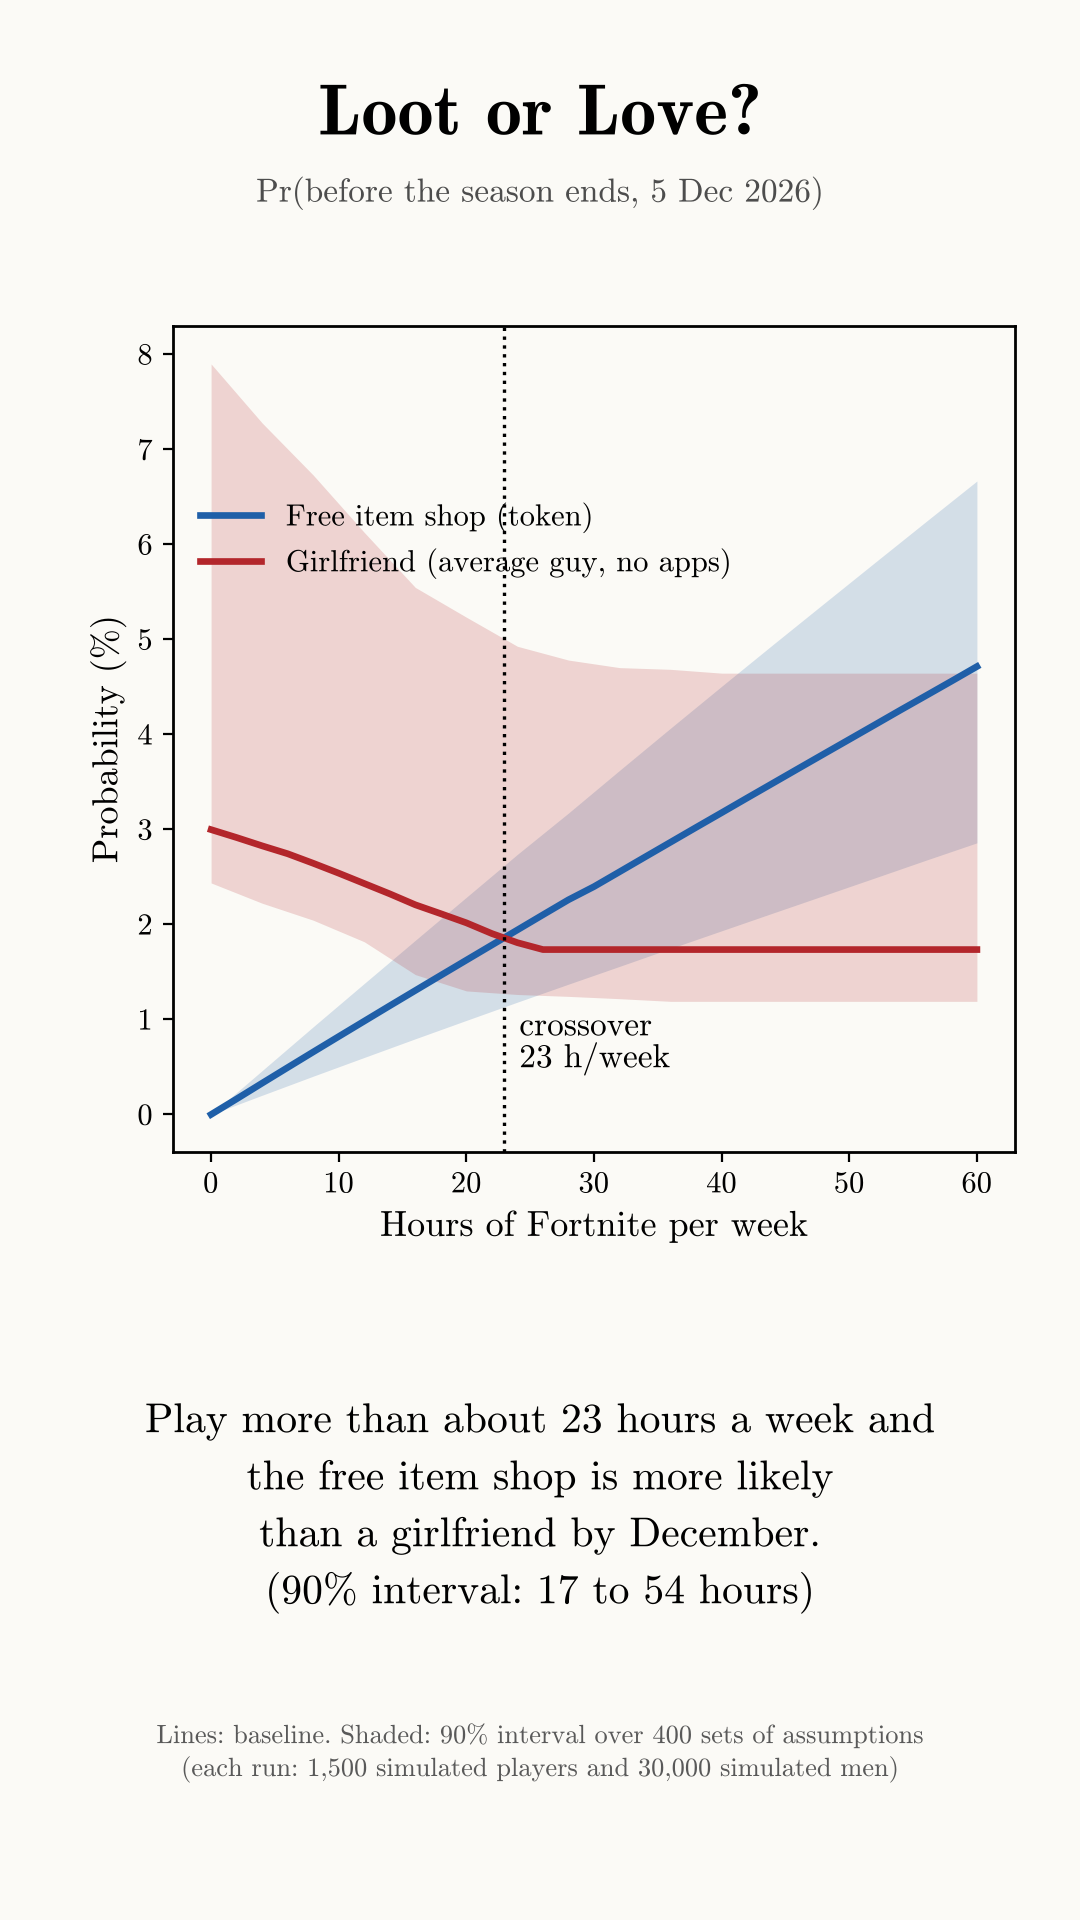 Loot or Love?
Pr(before the season ends, 5 Dec 2026)
8
7
6
5
4
3
2
1
0
Probability (%)
Free item shop (token)
Girlfriend (average guy, no apps)
crossover
23 h/week
0 10 20 30 40 50 60
Hours of Fortnite per week
Play more than about 23 hours a week and
the free item shop is more likely
than a girlfriend by December.
(90% interval: 17 to 54 hours)
Lines: baseline. Shaded: 90% interval over 400 sets of assumptions
(each run: 1,500 simulated players and 30,000 simulated men)